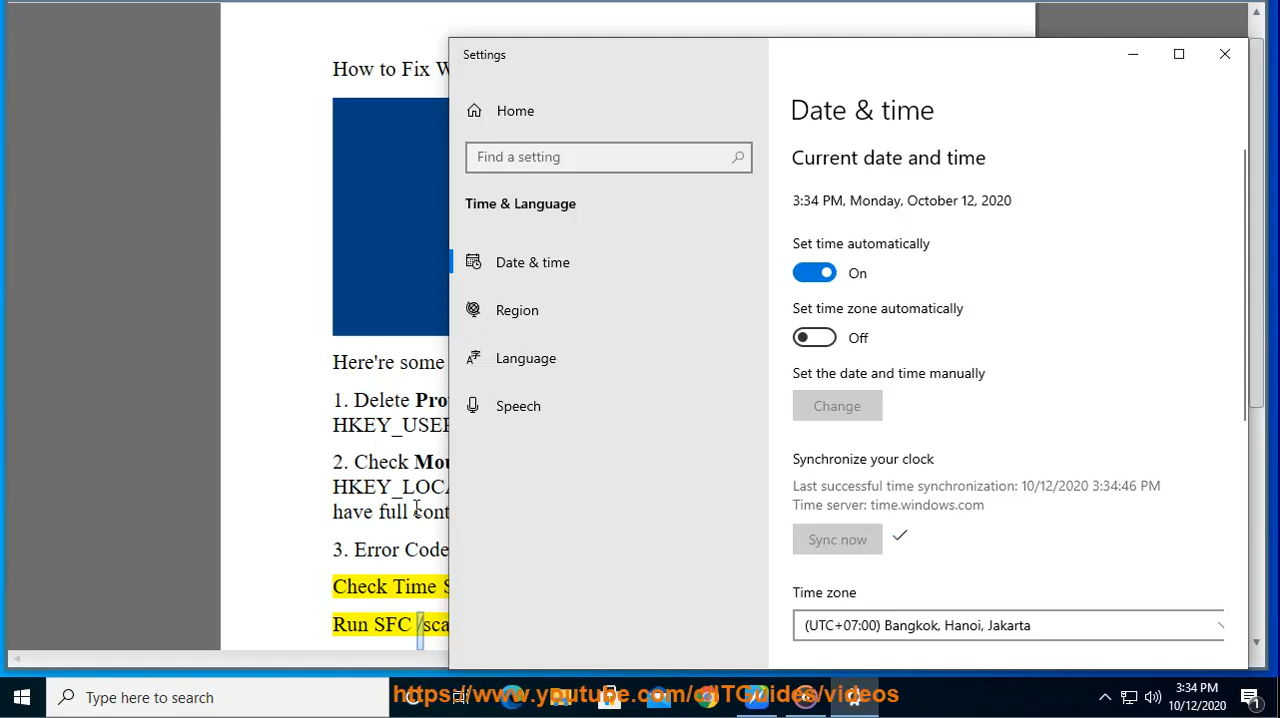 How to Fix W
Here're some
1. Delete Pro
HKEY_USE
2. Check Mou
HKEY_LOCA
have full cont
3. Error Code
Check Time S
Run SFC /sca
Settings
Home
Find a setting
Time & Language
Date & time
Region
Language
Speech
Date & time
Current date and time
3:34 PM, Monday, October 12, 2020
Set time automatically
On
Set time zone automatically
Off
Set the date and time manually
Change
Synchronize your clock
Last successful time synchronization: 10/12/2020 3:34:46 PM
Time server: time.windows.com
Sync now
Time zone
(UTC+07:00) Bangkok, Hanoi, Jakarta
Type here to search
https://www.youtube.com/c/ITGuides/videos
3:34 PM
10/12/2020
1